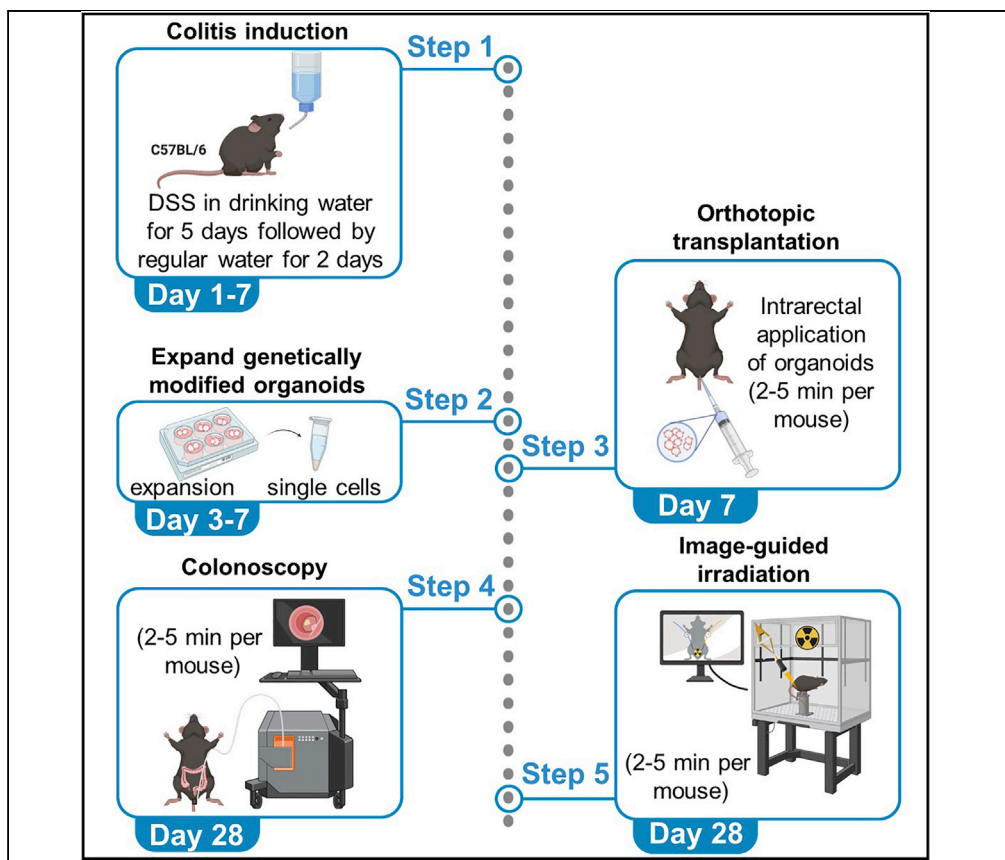 Colitis induction
Step 1
C57BL/6
DSS in drinking water
for 5 days followed by
regular water for 2 days
Day 1-7
Expand genetically
modified organoids
Step 2
expansion
single cells
Day 3-7
Orthotopic
transplantation
Step 3
Intrarectal
application
of organoids
(2-5 min per
mouse)
Day 7
Colonoscopy
Step 4
(2-5 min per
mouse)
Day 28
Image-guided
irradiation
Step 5
(2-5 min per
mouse)
Day 28